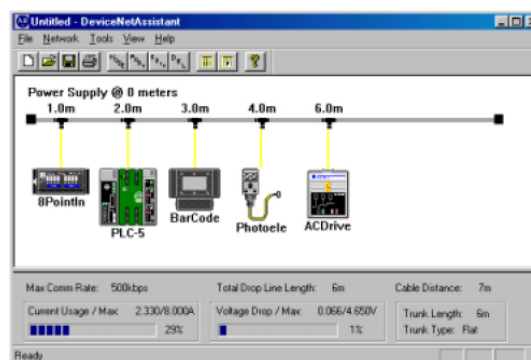 Untitled - DeviceNetAssistant
File Network Tools View Help
Power Supply @ 0 meters
1.0m 2.0m 3.0m 4.0m 6.0m
8PointIn PLC-5 BarCode Photoele ACDrive
Max Comm Rate: 500kbps Total Drop Line Length: 6m Cable Distance: 7m
Current Usage / Max: 2.330/8.000A Voltage Drop / Max: 0.066/4.650V Trunk Length: 6m
29% 1% Trunk Type: Flat
Ready